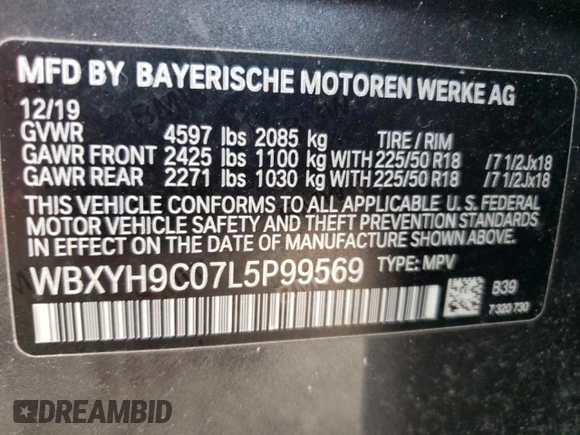 MFD BY BAYERISCHE MOTOREN WERKE AG
12/19
GVWR 4597 lbs 2085 kg TIRE / RIM
GAWR FRONT 2425 lbs 1100 kg WITH 225/50 R18 /7 1/2Jx18
GAWR REAR 2271 lbs 1030 kg WITH 225/50 R18 /7 1/2Jx18
THIS VEHICLE CONFORMS TO ALL APPLICABLE U. S. FEDERAL
MOTOR VEHICLE SAFETY AND THEFT PREVENTION STANDARDS
IN EFFECT ON THE DATE OF MANUFACTURE SHOWN ABOVE.
WBXYH9C07L5P99569 TYPE: MPV
B39
7 320 730
DREAMBID